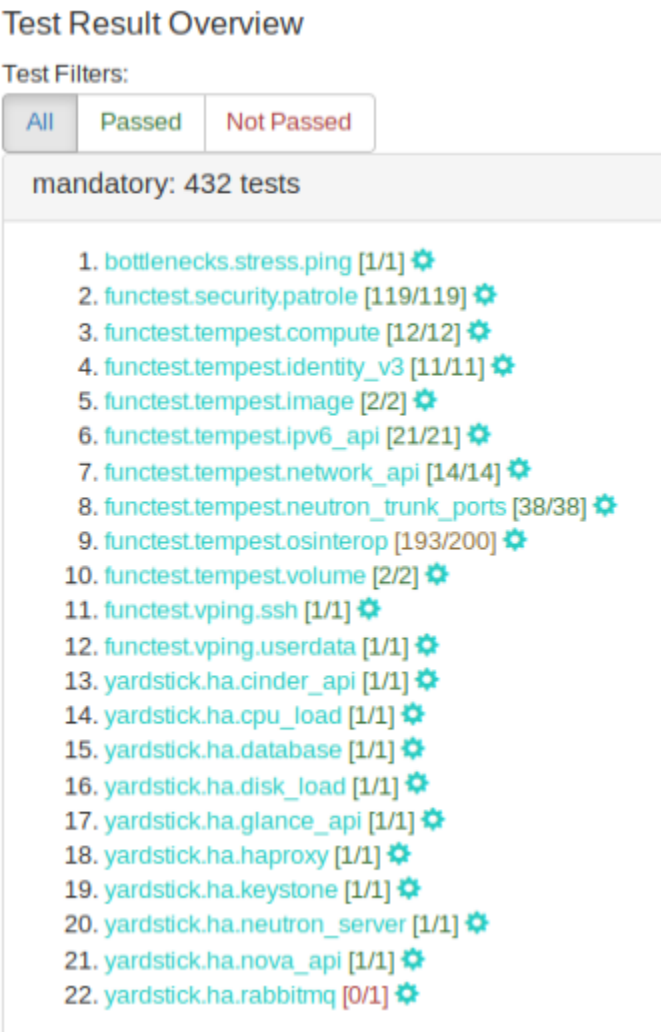 Test Result Overview
Test Filters:
All Passed Not Passed
mandatory: 432 tests
1. bottlenecks.stress.ping [1/1]
2. functest.security.patrole [119/119]
3. functest.tempest.compute [12/12]
4. functest.tempest.identity_v3 [11/11]
5. functest.tempest.image [2/2]
6. functest.tempest.ipv6_api [21/21]
7. functest.tempest.network_api [14/14]
8. functest.tempest.neutron_trunk_ports [38/38]
9. functest.tempest.osinterop [193/200]
10. functest.tempest.volume [2/2]
11. functest.vping.ssh [1/1]
12. functest.vping.userdata [1/1]
13. yardstick.ha.cinder_api [1/1]
14. yardstick.ha.cpu_load [1/1]
15. yardstick.ha.database [1/1]
16. yardstick.ha.disk_load [1/1]
17. yardstick.ha.glance_api [1/1]
18. yardstick.ha.haproxy [1/1]
19. yardstick.ha.keystone [1/1]
20. yardstick.ha.neutron_server [1/1]
21. yardstick.ha.nova_api [1/1]
22. yardstick.ha.rabbitmq [0/1]